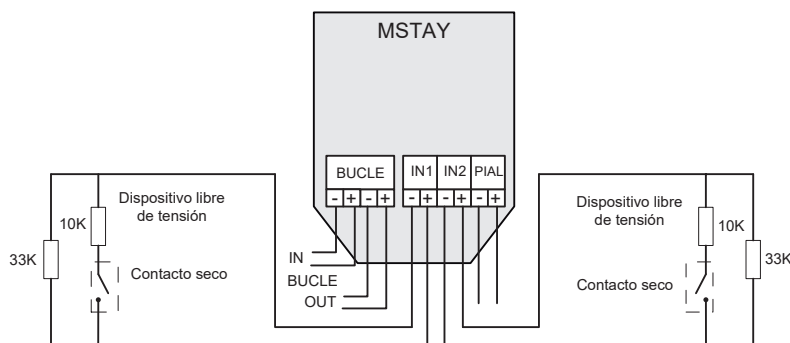 MSTAY
BUCLE IN1 IN2 PIAL
- + - + - + - + - +
Dispositivo libre
de tensión
10K
33K
Contacto seco
IN
BUCLE
OUT
Dispositivo libre
de tensión
10K
33K
Contacto seco